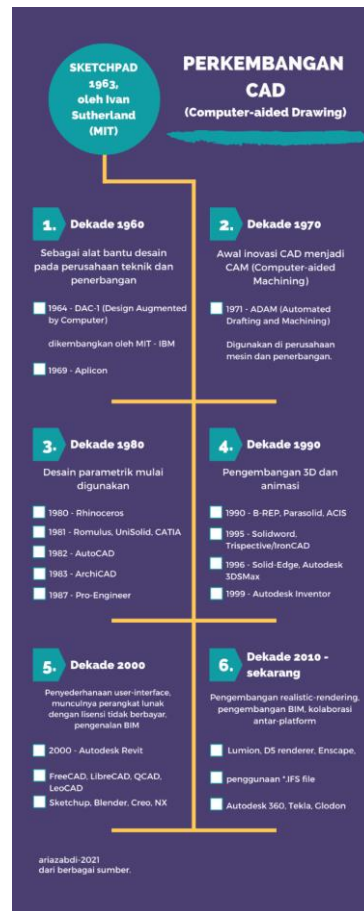 SKETCHPAD
1963,
oleh Ivan
Sutherland
(MIT)
PERKEMBANGAN
CAD
(Computer-aided Drawing)
1. Dekade 1960
Sebagai alat bantu desain
pada perusahaan teknik dan
penerbangan
1964 - DAC-1 (Design Augmented
by Computer)
dikembangkan oleh MIT - IBM
1969 - Aplicon
2. Dekade 1970
Awal inovasi CAD menjadi
CAM (Computer-aided
Machining)
1971 - ADAM (Automated
Drafting and Machining)
Digunakan di perusahaan
mesin dan penerbangan.
3. Dekade 1980
Desain parametrik mulai
digunakan
1980 - Rhinoceros
1981 - Romulus, UniSolid, CATIA
1982 - AutoCAD
1983 - ArchiCAD
1987 - Pro-Engineer
4. Dekade 1990
Pengembangan 3D dan
animasi
1990 - B-REP, Parasolid, ACIS
1995 - Solidword,
Trispective/IronCAD
1996 - Solid-Edge, Autodesk
3DSMax
1999 - Autodesk Inventor
5. Dekade 2000
Penyederhanaan user-interface,
munculnya perangkat lunak
dengan lisensi tidak berbayar,
pengenalan BIM
2000 - Autodesk Revit
FreeCAD, LibreCAD, QCAD,
LeoCAD
Sketchup, Blender, Creo, NX
6. Dekade 2010 -
sekarang
Pengembangan realistic-rendering,
pengembangan BIM, kolaborasi
antar-platform
Lumion, D5 renderer, Enscape,
penggunaan *.IFS file
Autodesk 360, Tekla, Glodon
ariazabdi-2021
dari berbagai sumber.